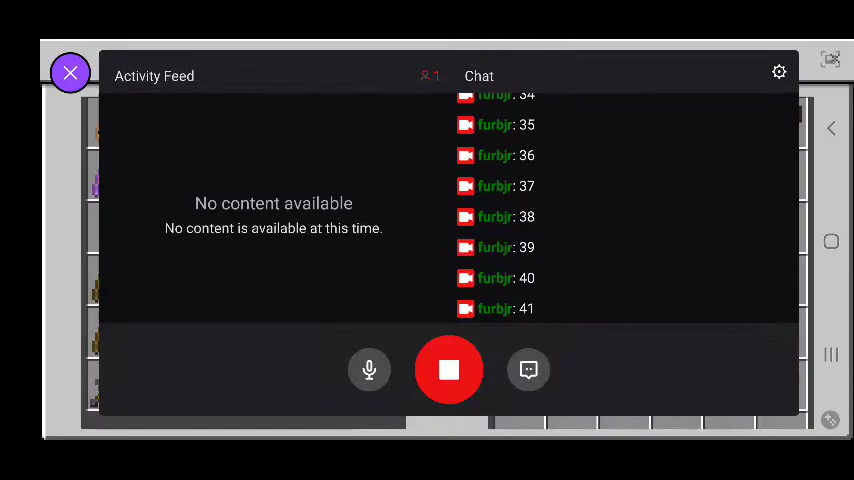 Activity Feed
1
Chat
furbjr: 34
furbjr: 35
furbjr: 36
furbjr: 37
furbjr: 38
furbjr: 39
furbjr: 40
furbjr: 41
No content available
No content is available at this time.